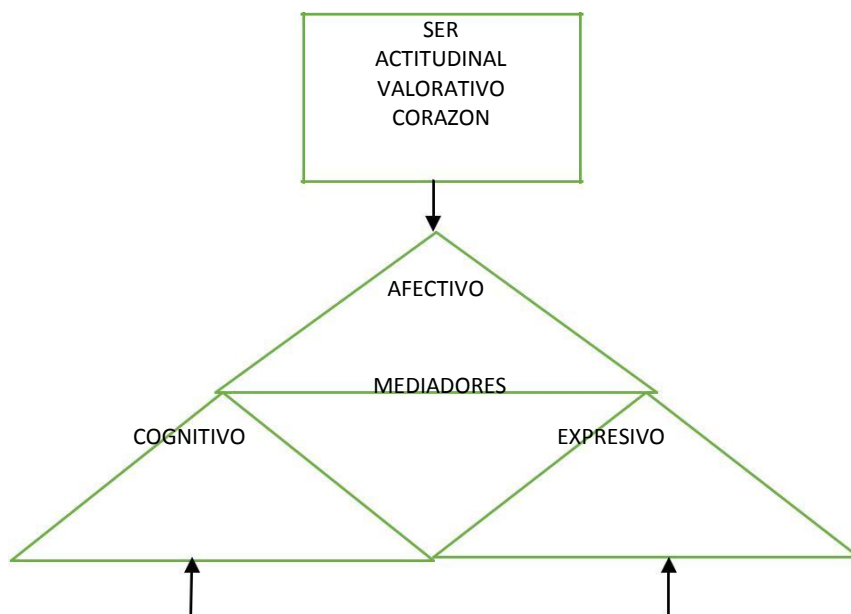 SER
ACTITUDINAL
VALORATIVO
CORAZON
AFECTIVO
MEDIADORES
COGNITIVO
EXPRESIVO